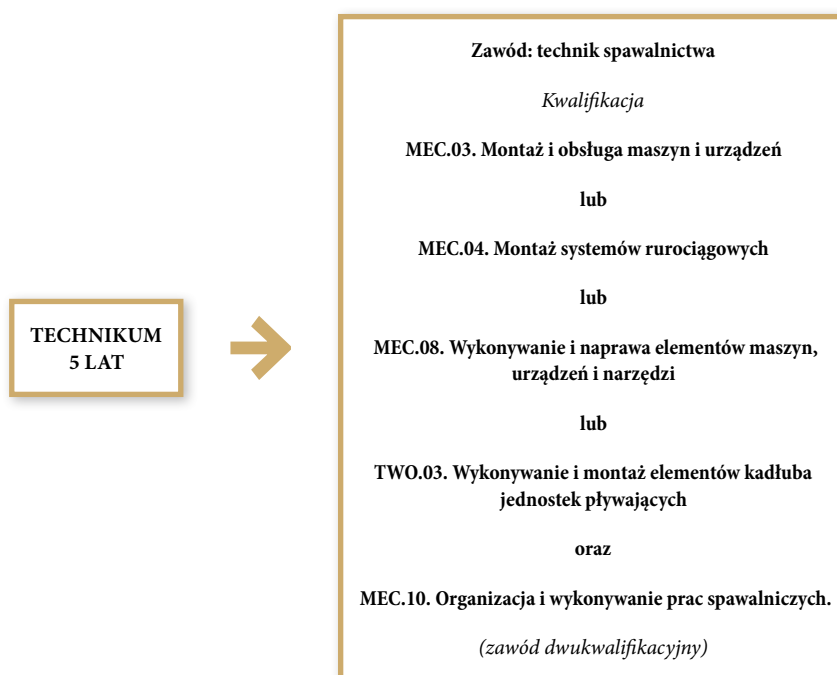 TECHNIKUM
5 LAT
Zawód: technik spawalnictwa
Kwalifikacja
MEC.03. Montaż i obsługa maszyn i urządzeń
lub
MEC.04. Montaż systemów rurociągowych
lub
MEC.08. Wykonywanie i naprawa elementów maszyn,
urządzeń i narzędzi
lub
TWO.03. Wykonywanie i montaż elementów kadłuba
jednostek pływających
oraz
MEC.10. Organizacja i wykonywanie prac spawalniczych.
(zawód dwukwalifikacyjny)